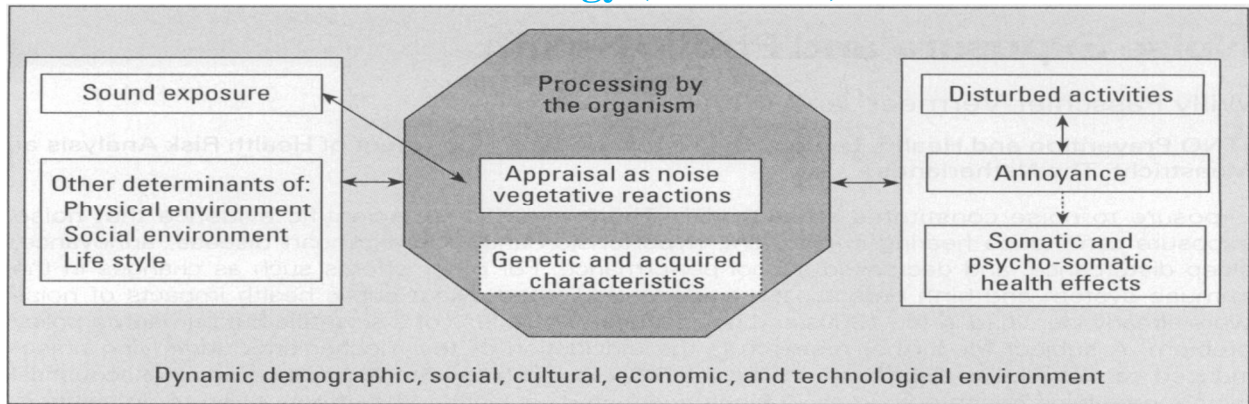 Sound exposure
Other determinants of:
Physical environment
Social environment
Life style
Processing by
the organism
Appraisal as noise
vegetative reactions
Genetic and acquired
characteristics
Disturbed activities
Annoyance
Somatic and
psycho-somatic
health effects
Dynamic demographic, social, cultural, economic, and technological environment